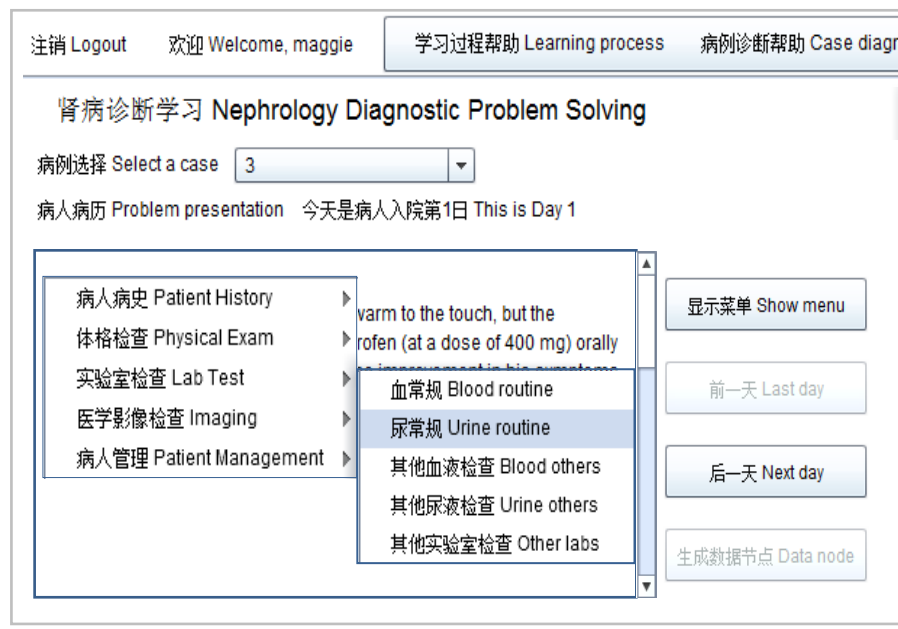 注销 Logout 欢迎 Welcome, maggie 学习过程帮助 Learning process 病例诊断帮助 Case diagn
肾病诊断学习 Nephrology Diagnostic Problem Solving
病例选择 Select a case 3
病人病历 Problem presentation 今天是病人入院第1日 This is Day 1
病人病史 Patient History
体格检查 Physical Exam
实验室检查 Lab Test
医学影像检查 Imaging
病人管理 Patient Management
varm to the touch, but the
rofen (at a dose of 400 mg) orally
improvement in his symptoms
血常规 Blood routine
尿常规 Urine routine
其他血液检查 Blood others
其他尿液检查 Urine others
其他实验室检查 Other labs
显示菜单 Show menu
前一天 Last day
后一天 Next day
生成数据节点 Data node